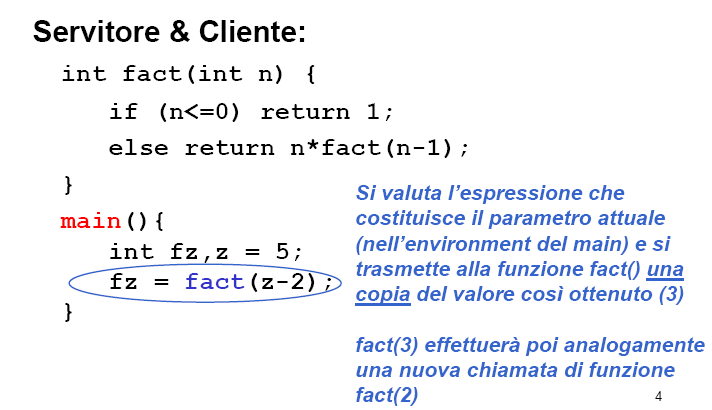 Servitore & Cliente:
int fact(int n) {
if (n<=0) return 1;
else return n*fact(n-1);
}
main(){
int fz,z = 5;
fz = fact(z-2);
}
Si valuta l'espressione che
costituisce il parametro attuale
(nell'environment del main) e si
trasmette alla funzione fact() una
copia del valore così ottenuto (3)
fact(3) effettuerà poi analogamente
una nuova chiamata di funzione
fact(2)
4